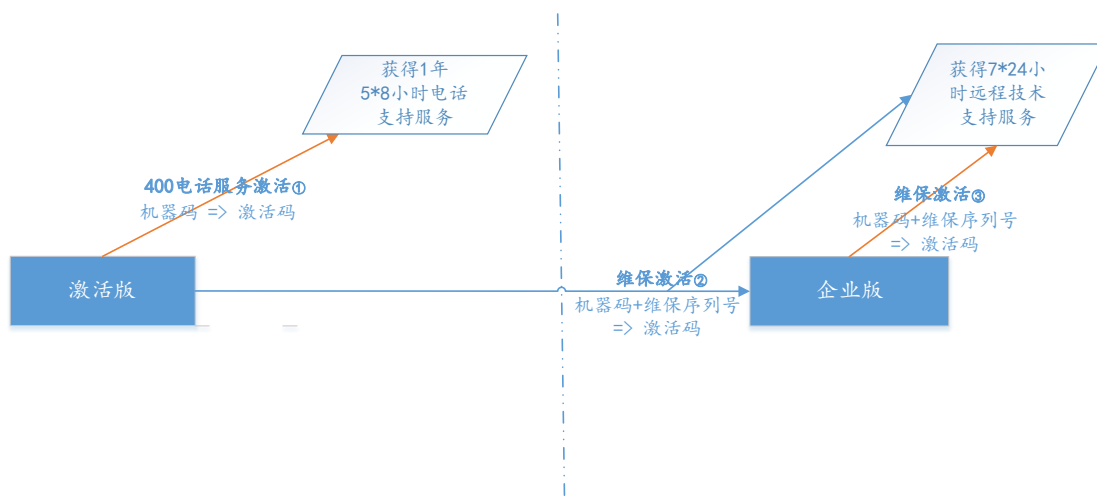 获得1年
5*8小时电话
支持服务
400电话服务激活①
机器码 => 激活码
激活版
获得7*24小
时远程技术
支持服务
维保激活③
机器码+维保序列号
=> 激活码
维保激活②
机器码+维保序列号
=> 激活码
企业版